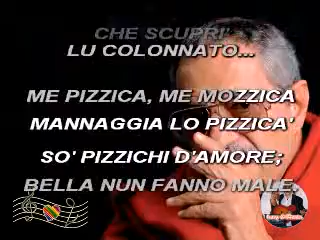 CHE SCUPRI'
LU COLONNATO...
ME PIZZICA, ME MOZZICA
MANNAGGIA LO PIZZICA'
SO' PIZZICHI D'AMORE;
BELLA NUN FANNO MALE.